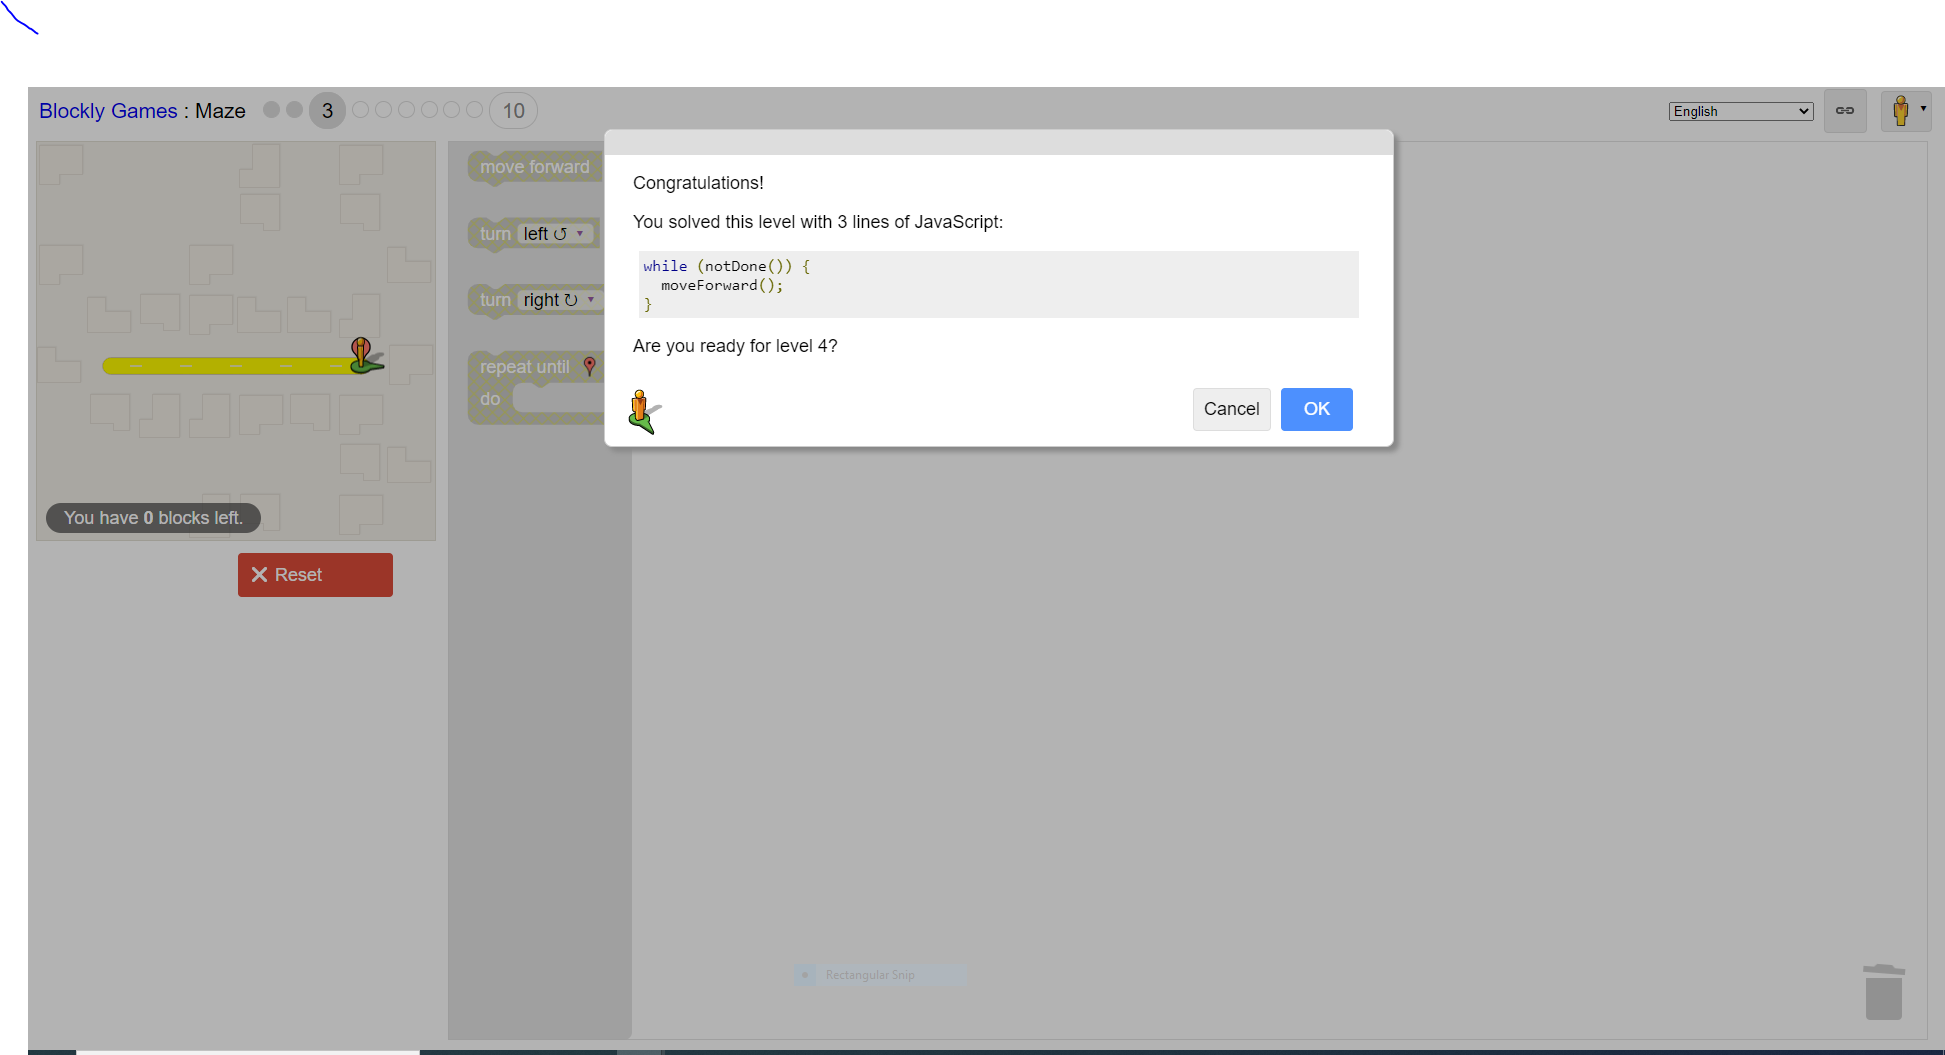 Blockly Games : Maze 3 10
English
move forward
turn left
turn right
repeat until
do
You have 0 blocks left.
Reset
Congratulations!
You solved this level with 3 lines of JavaScript:
while (notDone()) {
  moveForward();
}
Are you ready for level 4?
Cancel OK
Rectangular Snip